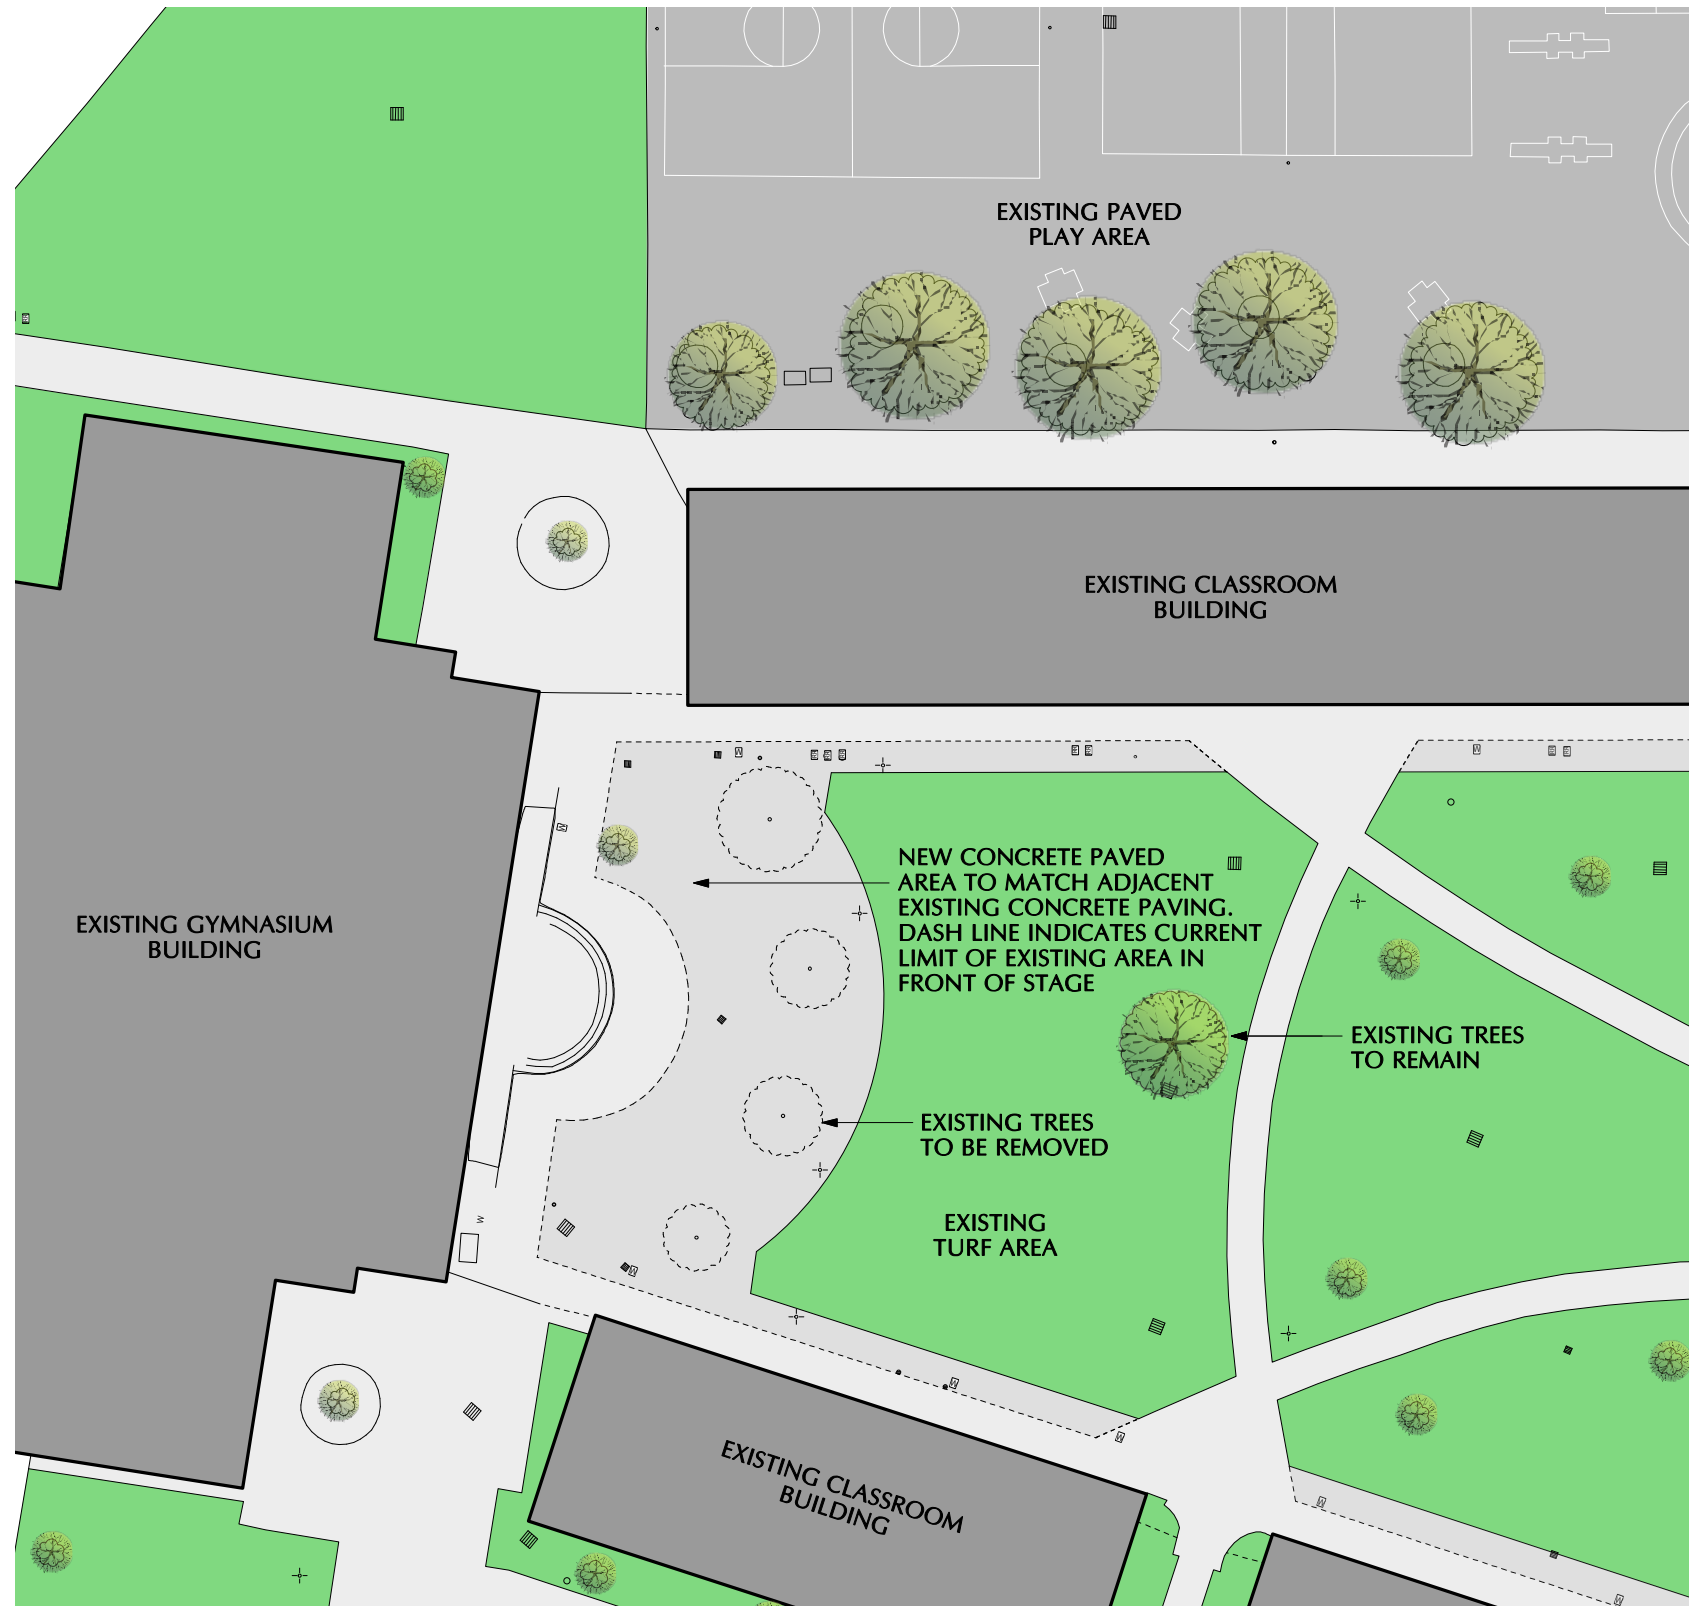 EXISTING PAVED
PLAY AREA
EXISTING CLASSROOM
BUILDING
EXISTING GYMNASIUM
BUILDING
NEW CONCRETE PAVED
AREA TO MATCH ADJACENT
EXISTING CONCRETE PAVING.
DASH LINE INDICATES CURRENT
LIMIT OF EXISTING AREA IN
FRONT OF STAGE
EXISTING TREES
TO REMAIN
EXISTING TREES
TO BE REMOVED
EXISTING
TURF AREA
EXISTING CLASSROOM
BUILDING